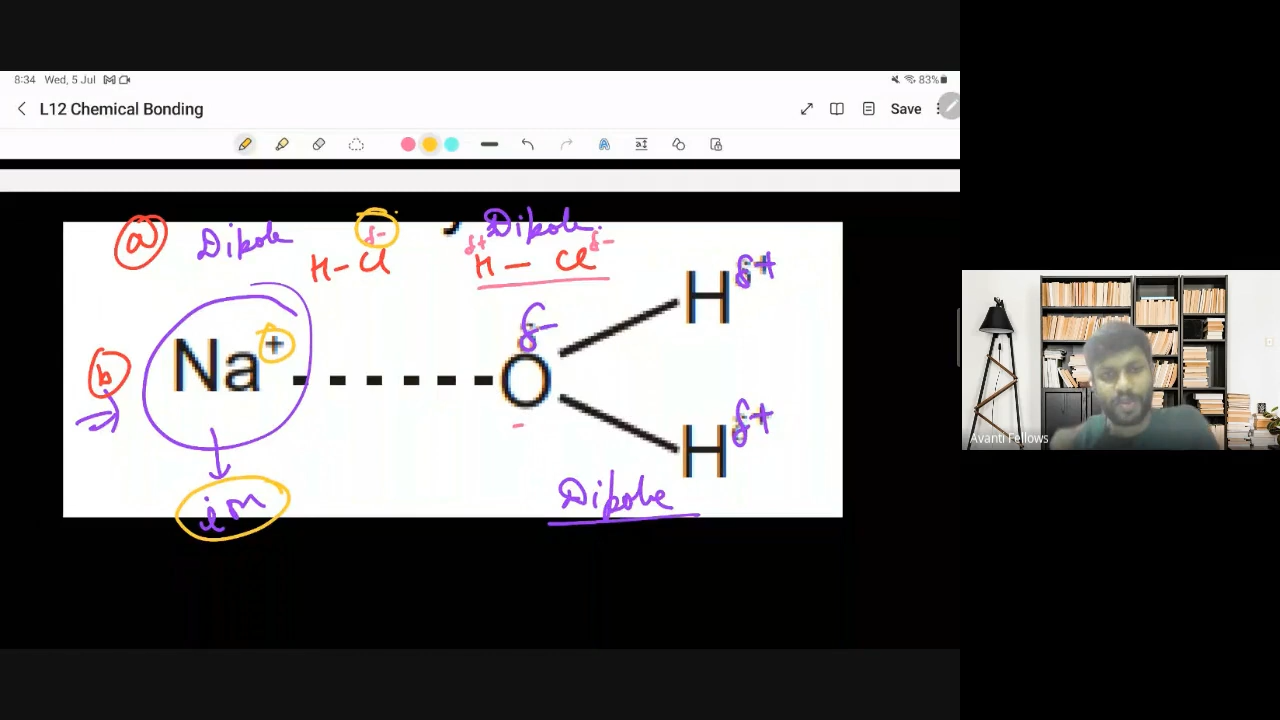 8:34 Wed, 5 Jul 83%
L12 Chemical Bonding Save
a Dipole H-Cl δ- Dipole.
δ+ H — Cl δ-
H δ+
b Na+ O δ-
-
H δ+
ion Dipole
Avanti Fellows